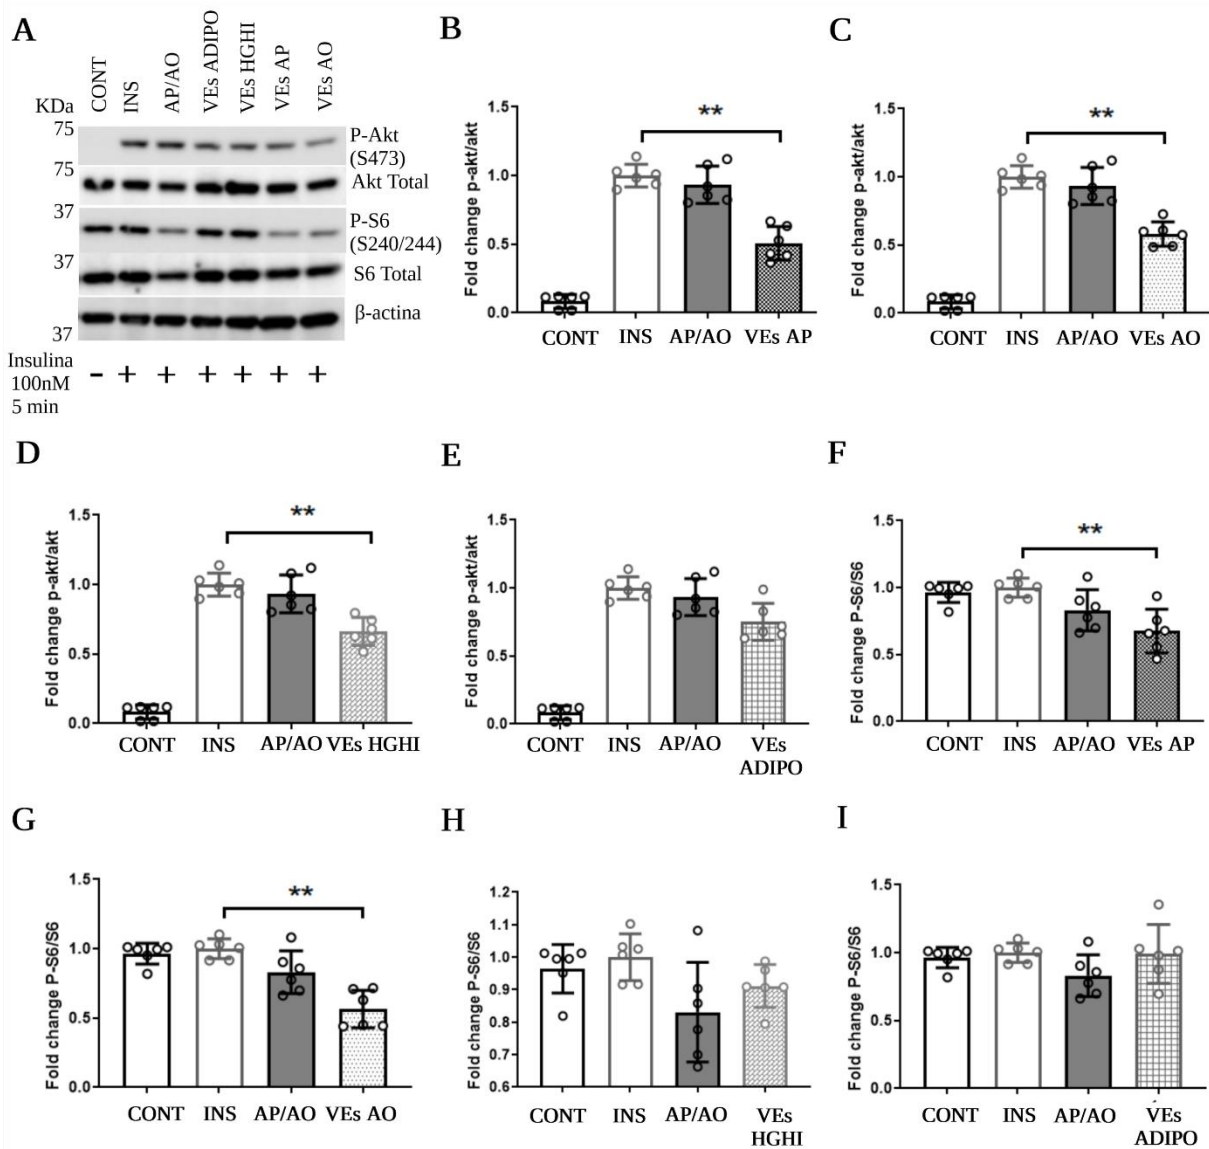 A
CONT
INS
AP/AO
VEs ADIPO
VEs HGHI
VEs AP
VEs AO
KDa
75
P-Akt
(S473)
75
Akt Total
37
P-S6
(S240/244)
37
S6 Total
β-actina
37
Insulina
100nM
5 min
- + + + + + +
B
**
Fold change p-akt/akt
1.5
1.0
0.5
0.0
CONT INS AP/AO VEs AP
C
**
Fold change p-akt/akt
1.5
1.0
0.5
0.0
CONT INS AP/AO VEs AO
D
**
Fold change p-akt/akt
1.5
1.0
0.5
0.0
CONT INS AP/AO VEs HGHI
E
Fold change p-akt/akt
1.5
1.0
0.5
0.0
CONT INS AP/AO VEs
ADIPO
F
**
Fold change P-S6/S6
1.5
1.0
0.5
0.0
CONT INS AP/AO VEs AP
G
**
Fold change P-S6/S6
1.5
1.0
0.5
0.0
CONT INS AP/AO VEs AO
H
Fold change P-S6/S6
1.2
1.1
1.0
0.9
0.8
0.7
0.6
CONT INS AP/AO VEs
HGHI
I
Fold change P-S6/S6
1.5
1.0
0.5
0.0
CONT INS AP/AO VEs
ADIPO